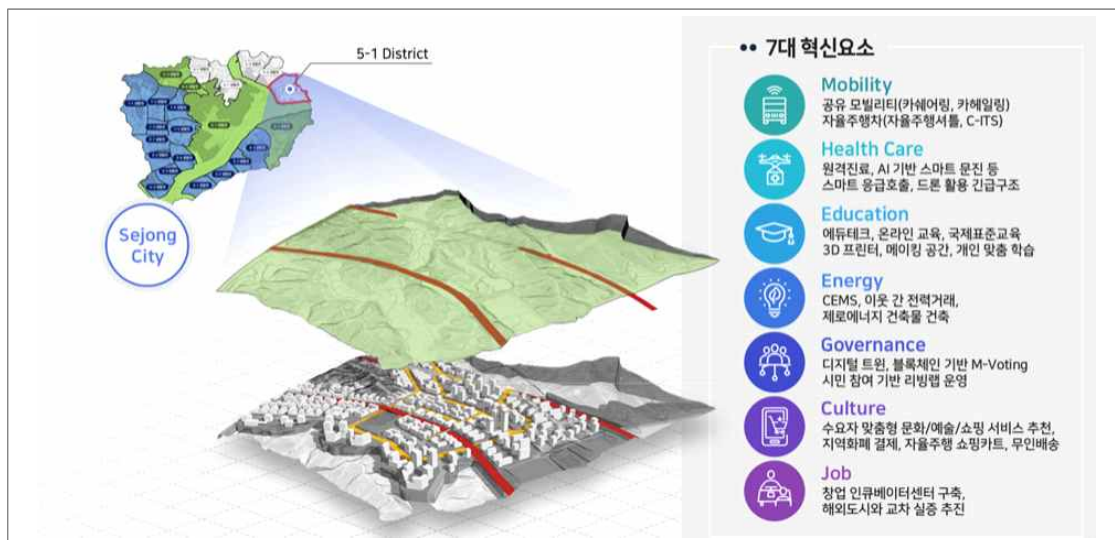 5-1 District
Sejong
City
7대 혁신요소
Mobility
공유 모빌리티(카쉐어링, 카헤일링)
자율주행차(자율주행셔틀, C-ITS)
Health Care
원격진료, AI 기반 스마트 문진 등
스마트 응급호출, 드론 활용 긴급구조
Education
에듀테크, 온라인 교육, 국제표준교육
3D 프린터, 메이킹 공간, 개인 맞춤 학습
Energy
CEMS, 이웃 간 전력거래,
제로에너지 건축물 건축
Governance
디지털 트윈, 블록체인 기반 M-Voting
시민 참여 기반 리빙랩 운영
Culture
수요자 맞춤형 문화/예술/쇼핑 서비스 추천,
지역화폐 결제, 자율주행 쇼핑카트, 무인배송
Job
창업 인큐베이터센터 구축,
해외도시와 교차 실증 추진